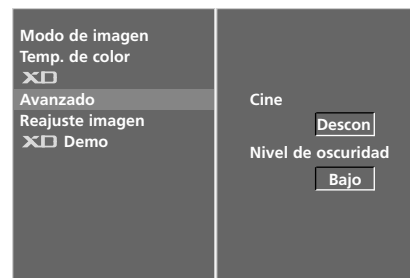 Modo de imagen
Temp. de color
XD
Avanzado
Reajuste imagen
XD Demo
Cine
Descon
Nivel de oscuridad
Bajo